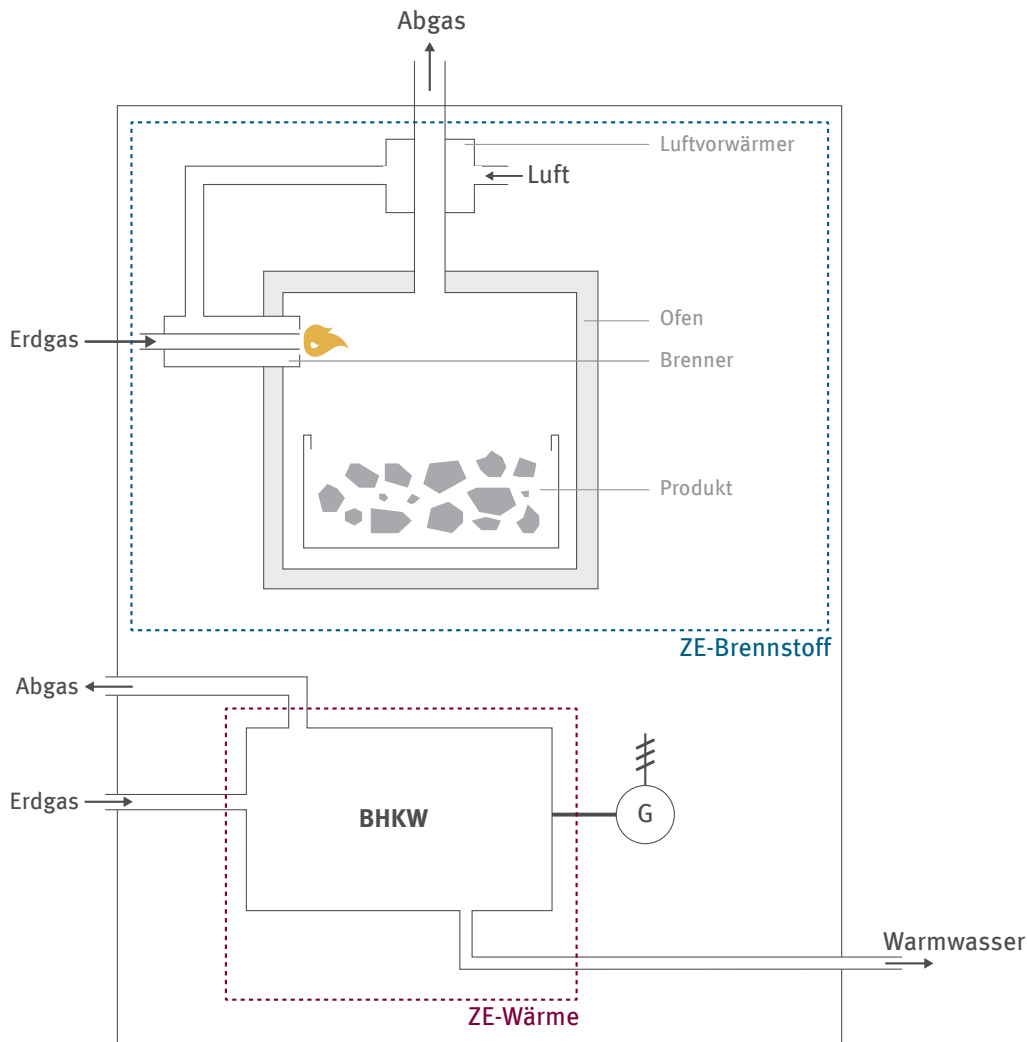 Abgas
Luftvorwärmer
Luft
Ofen
Erdgas
Brenner
Produkt
ZE-Brennstoff
Abgas
Erdgas
BHKW
G
Warmwasser
ZE-Wärme